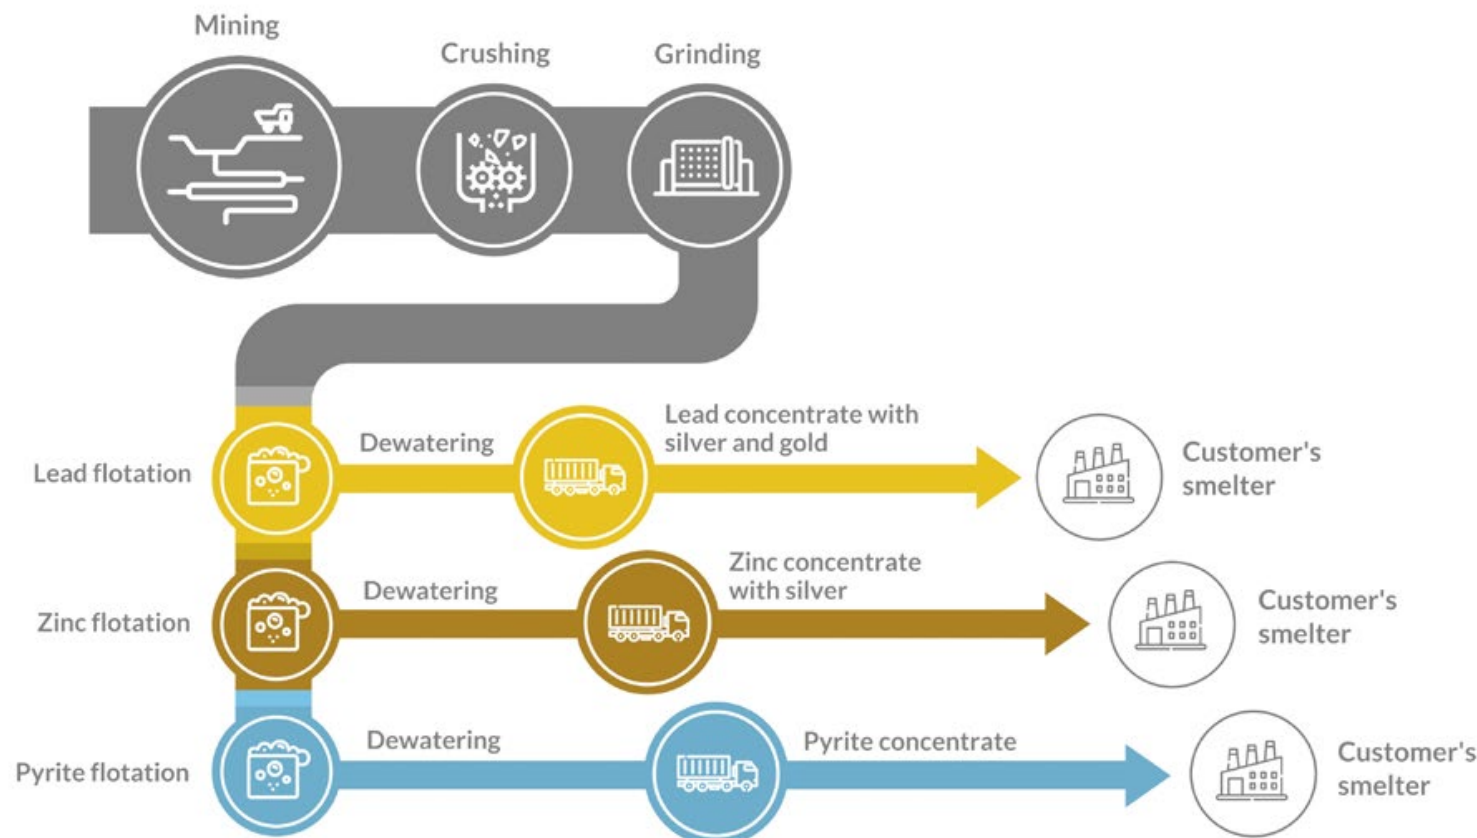 Mining
Crushing
Grinding
Lead flotation
Dewatering
Lead concentrate with
silver and gold
Customer's
smelter
Zinc flotation
Dewatering
Zinc concentrate
with silver
Customer's
smelter
Pyrite flotation
Dewatering
Pyrite concentrate
Customer's
smelter